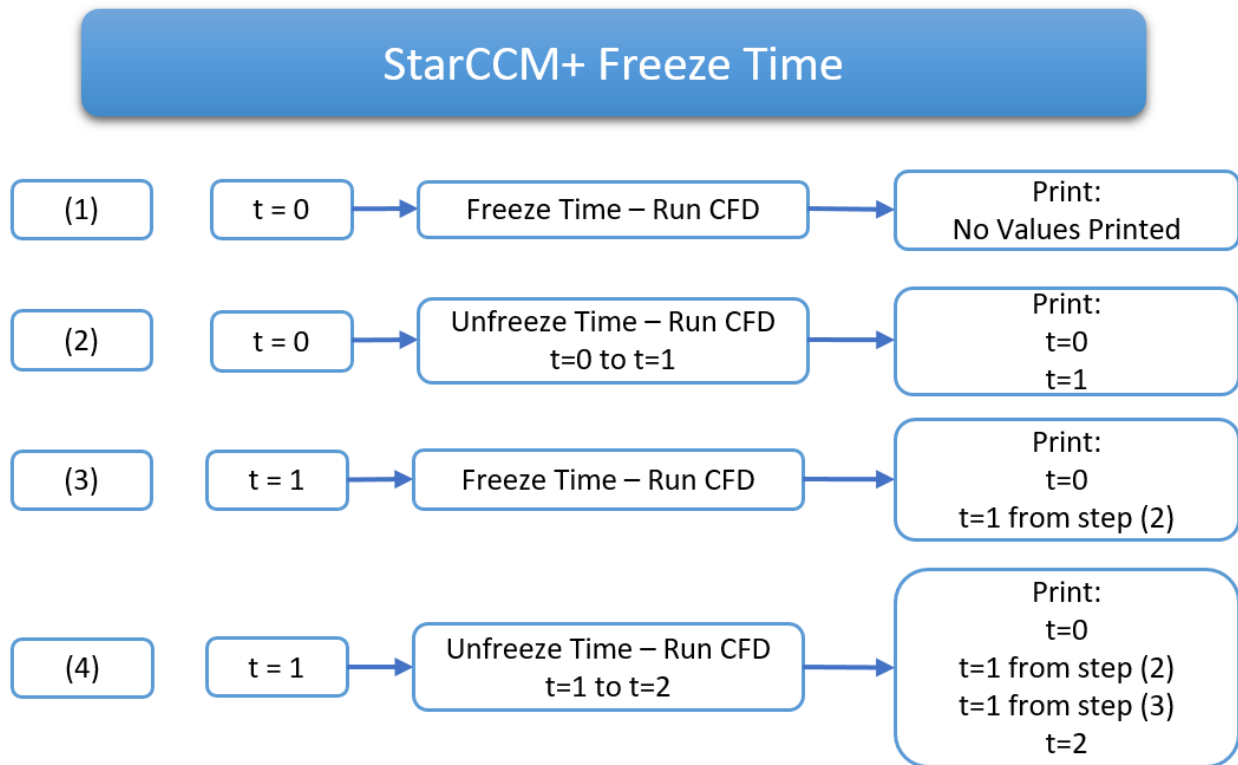 StarCCM+ Freeze Time
(1)
t = 0
Freeze Time – Run CFD
Print:
No Values Printed
(2)
t = 0
Unfreeze Time – Run CFD
t=0 to t=1
Print:
t=0
t=1
(3)
t = 1
Freeze Time – Run CFD
Print:
t=0
t=1 from step (2)
(4)
t = 1
Unfreeze Time – Run CFD
t=1 to t=2
Print:
t=0
t=1 from step (2)
t=1 from step (3)
t=2